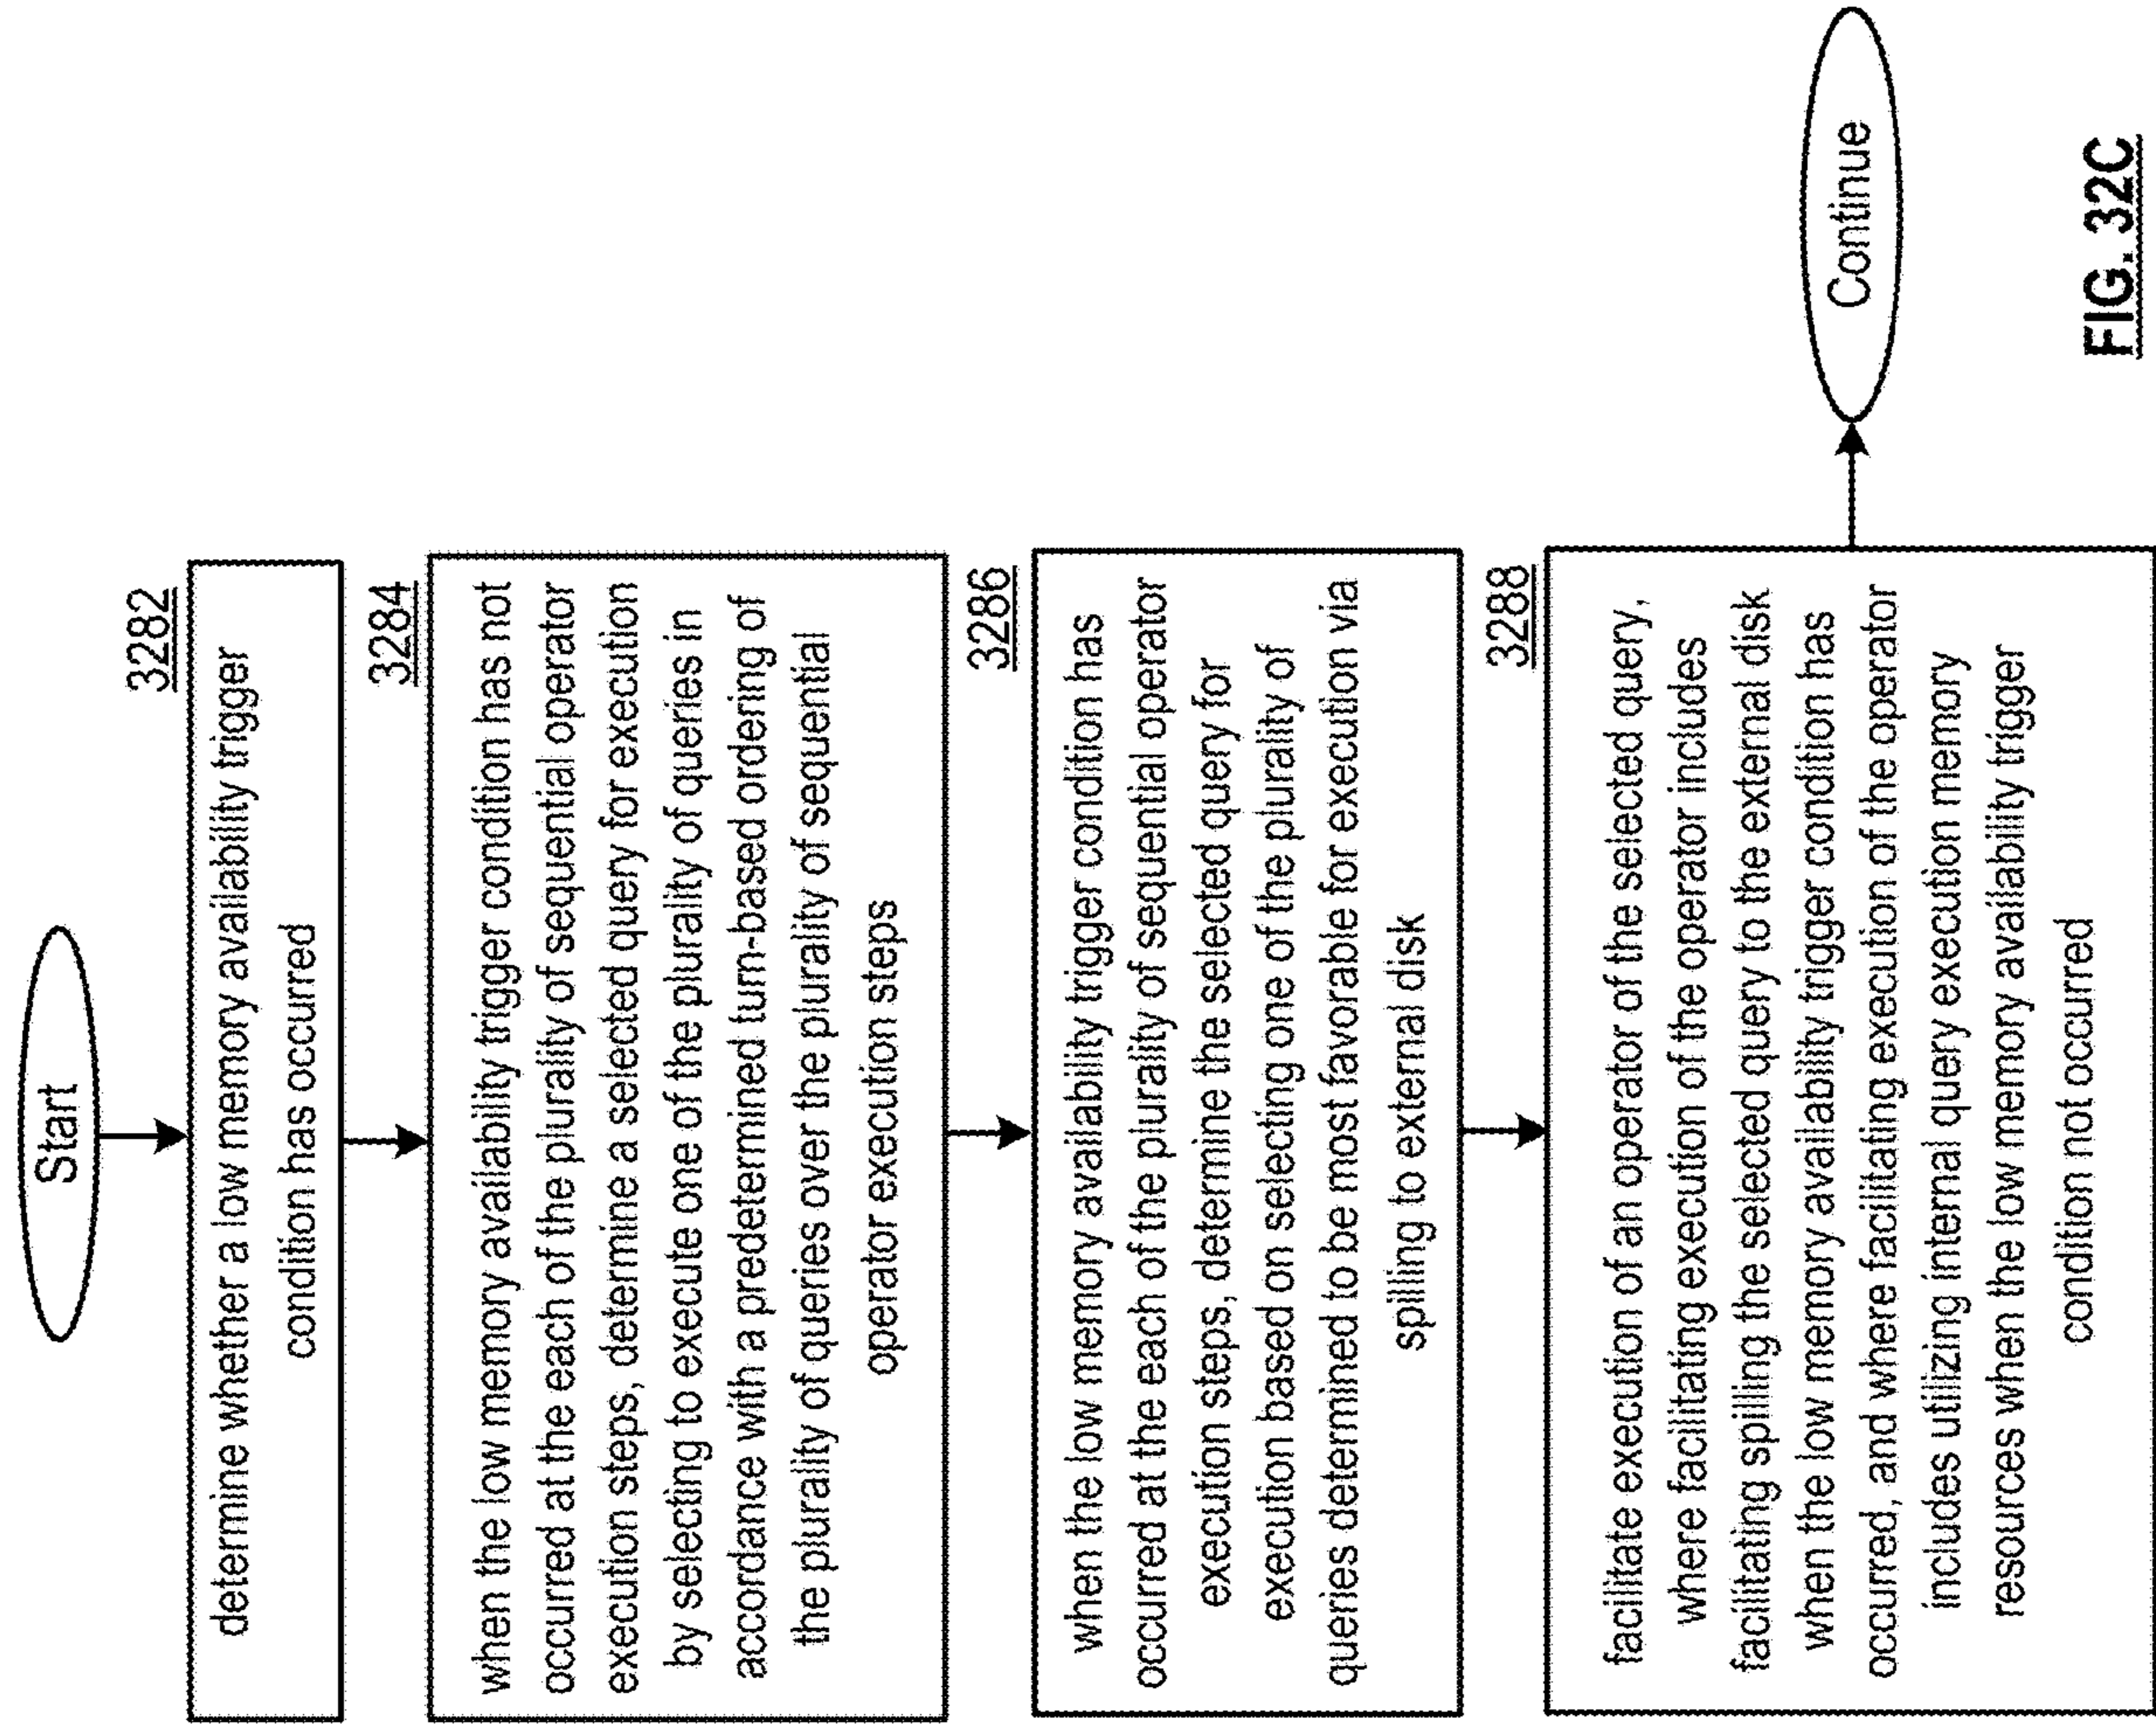 Start
3282
determine whether a low memory availability trigger
condition has occurred
3284
when the low memory availability trigger condition has not
occurred at the each of the plurality of sequential operator
execution steps, determine a selected query for execution
by selecting to execute one of the plurality of queries in
accordance with a predetermined turn-based ordering of
the plurality of queries over the plurality of sequential
operator execution steps
3286
when the low memory availability trigger condition has
occurred at the each of the plurality of sequential operator
execution steps, determine the selected query for
execution based on selecting one of the plurality of
queries determined to be most favorable for execution via
spilling to external disk
3288
facilitate execution of an operator of the selected query,
where facilitating execution of the operator includes
facilitating spilling the selected query to the external disk
when the low memory availability trigger condition has
occurred, and where facilitating execution of the operator
includes utilizing internal query execution memory
resources when the low memory availability trigger
condition not occurred
Continue
FIG. 32C